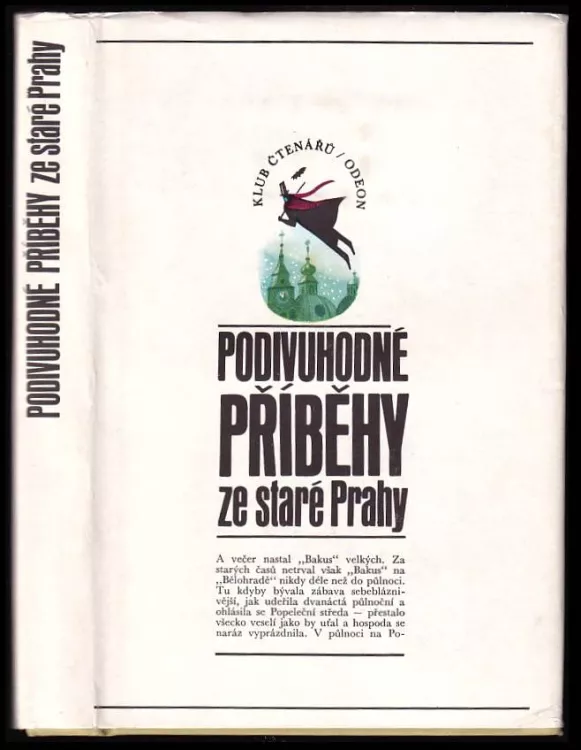 PODIVUHODNÉ PŘÍBĚHY ze staré Prahy
KLUB ČTENÁŘŮ / ODEON
PODIVUHODNÉ
PŘÍBĚHY
ze staré Prahy
A večer nastal „Bakus“ velkých. Za
starých časů netrval však „Bakus“ na
„Bělohradě“ nikdy déle než do půlnoci.
Tu kdyby bývala zábava sebeblázni-
vější, jak udeřila dvanáctá půlnoční a
ohlásila se Popeleční středa — přestalo
všecko veselí jako by uťal a hospoda se
naráz vyprázdnila. V půlnoci na Po-